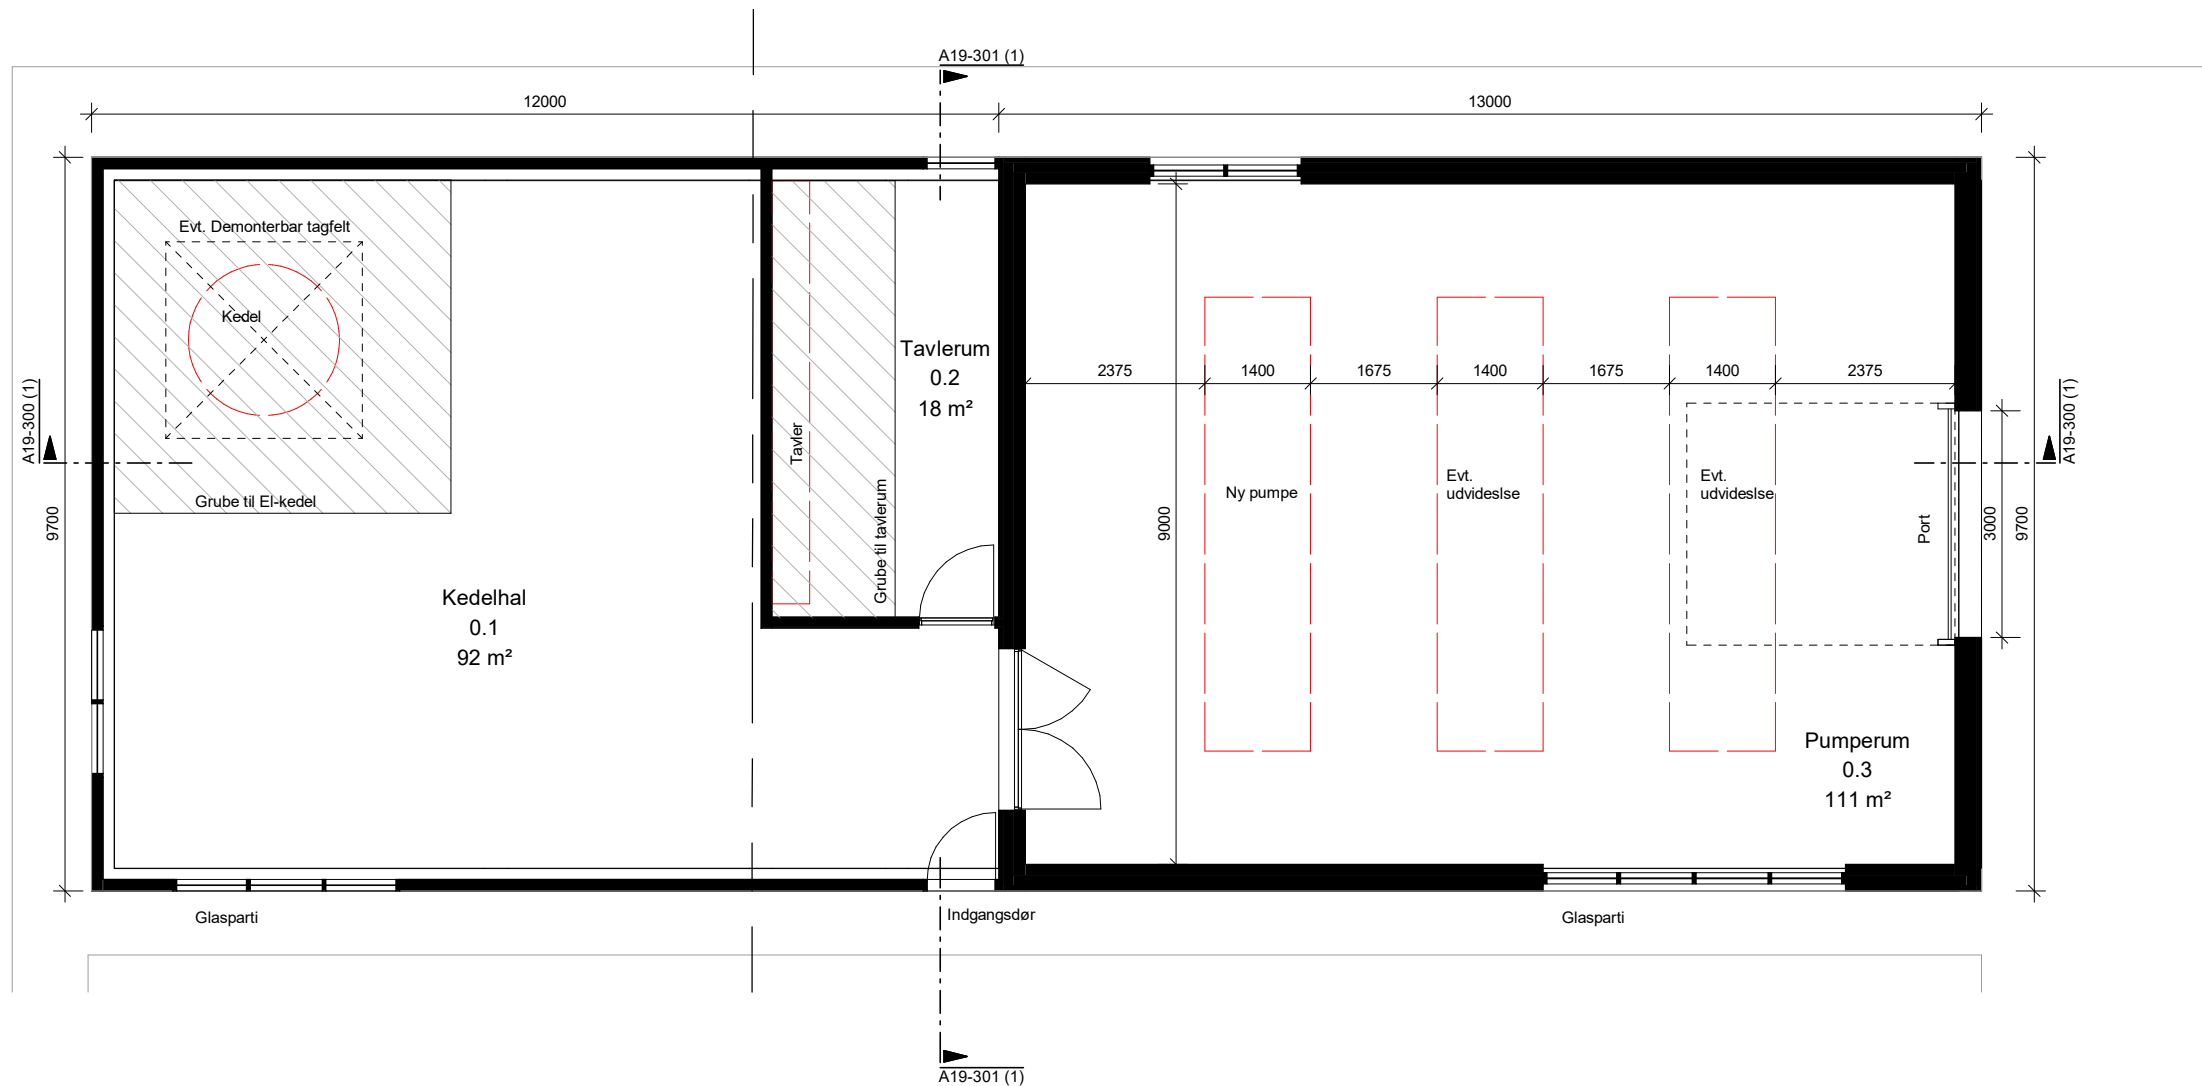 A19-301 (1)
12000
13000
Evt. Demonterbar tagfelt
Kedel
Grube til El-kedel
A19-300 (1)
9700
Kedelhal
0.1
92 m²
Tavler
Grube til tavlerum
Tavlerum
0.2
18 m²
2375
1400
1675
1400
1675
1400
2375
9000
Ny pumpe
Evt.
udvideslse
Evt.
udvideslse
Port
3000
9700
A19-300 (1)
Pumperum
0.3
111 m²
Glasparti
Indgangsdør
Glasparti
A19-301 (1)